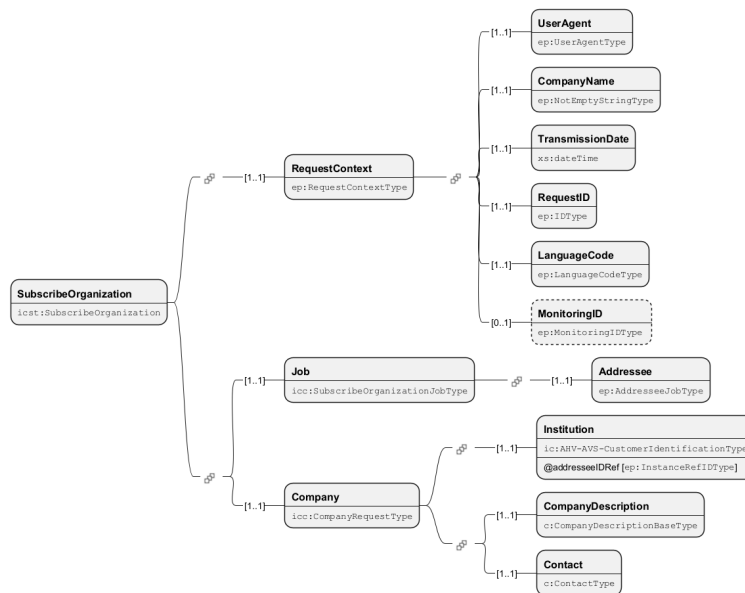 UserAgent
[1..1]
ep:UserAgentType
CompanyName
[1..1]
ep:NotEmptyStringType
TransmissionDate
[1..1]
xs:dateTime
RequestContext
[1..1]
ep:RequestContextType
RequestID
[1..1]
ep:IDType
LanguageCode
[1..1]
ep:LanguageCodeType
SubscribeOrganization
icst:SubscribeOrganization
MonitoringID
[0..1]
ep:MonitoringIDType
Job
[1..1]
icc:SubscribeOrganizationJobType
Addressee
[1..1]
ep:AddresseeJobType
Institution
[1..1]
ic:AHV-AVS-CustomerIdentificationType
@addresseeIDRef [ep:InstanceRefIDType]
Company
[1..1]
icc:CompanyRequestType
CompanyDescription
[1..1]
c:CompanyDescriptionBaseType
Contact
[1..1]
c:ContactType